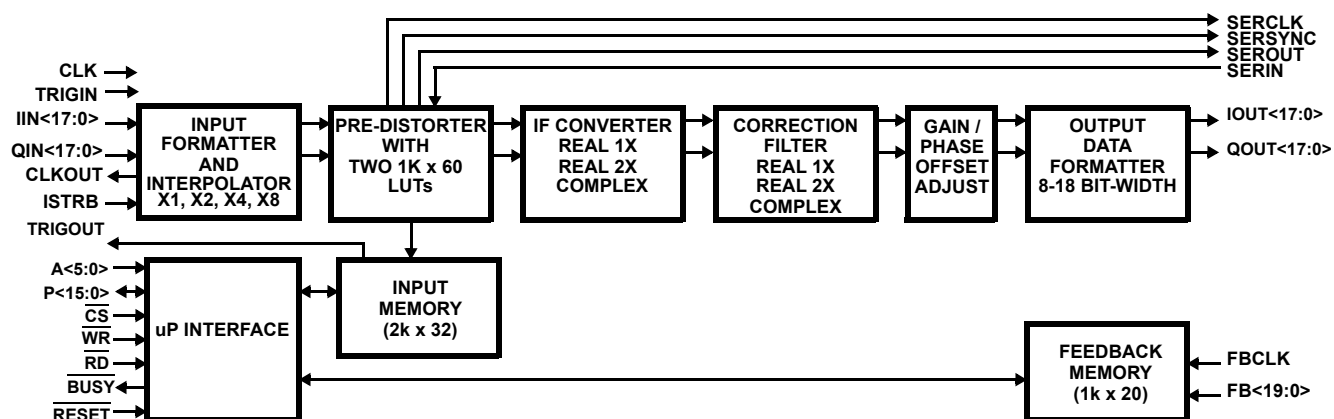 SERCLK
SERSYNC
SEROUT
SERIN
CLK
TRIGIN
IIN<17:0>
QIN<17:0>
CLKOUT
ISTRB
TRIGOUT
INPUT
FORMATTER
AND
INTERPOLATOR
X1, X2, X4, X8
PRE-DISTORTER
WITH
TWO 1K x 60
LUTs
IF CONVERTER
REAL 1X
REAL 2X
COMPLEX
CORRECTION
FILTER
REAL 1X
REAL 2X
COMPLEX
GAIN /
PHASE
OFFSET
ADJUST
OUTPUT
DATA
FORMATTER
8-18 BIT-WIDTH
IOUT<17:0>
QOUT<17:0>
A<5:0>
P<15:0>
CS
WR
RD
BUSY
RESET
uP INTERFACE
INPUT
MEMORY
(2k x 32)
FEEDBACK
MEMORY
(1k x 20)
FBCLK
FB<19:0>